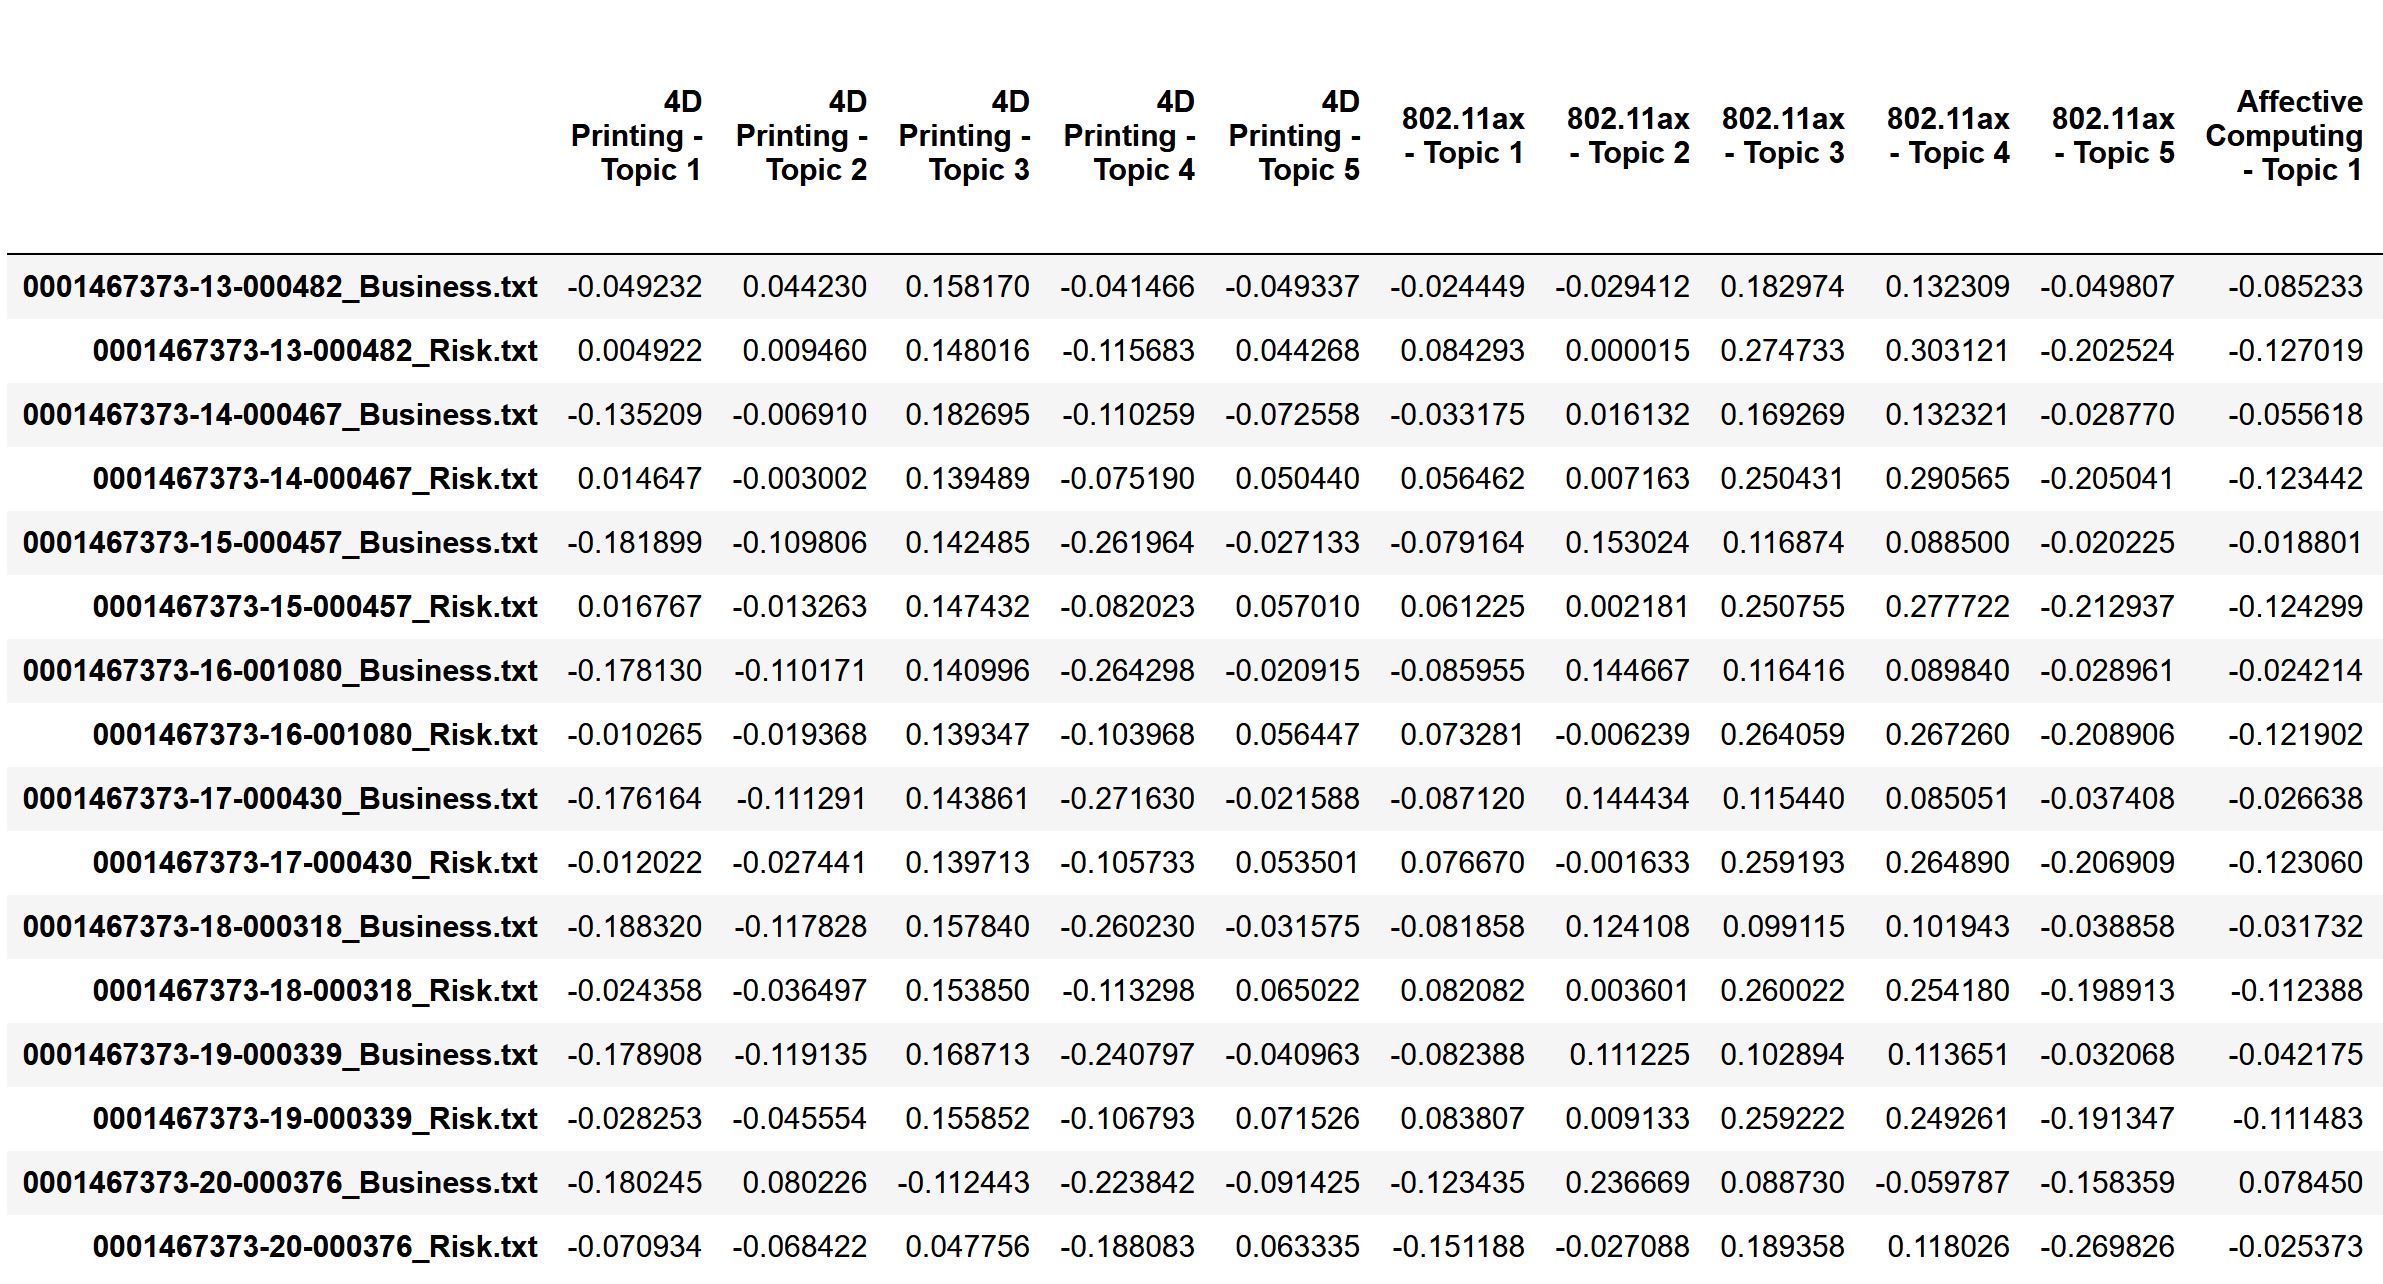 4D Printing - Topic 1 4D Printing - Topic 2 4D Printing - Topic 3 4D Printing - Topic 4 4D Printing - Topic 5 802.11ax - Topic 1 802.11ax - Topic 2 802.11ax - Topic 3 802.11ax - Topic 4 802.11ax - Topic 5 Affective Computing - Topic 1
0001467373-13-000482_Business.txt -0.049232 0.044230 0.158170 -0.041466 -0.049337 -0.024449 -0.029412 0.182974 0.132309 -0.049807 -0.085233
0001467373-13-000482_Risk.txt 0.004922 0.009460 0.148016 -0.115683 0.044268 0.084293 0.000015 0.274733 0.303121 -0.202524 -0.127019
0001467373-14-000467_Business.txt -0.135209 -0.006910 0.182695 -0.110259 -0.072558 -0.033175 0.016132 0.169269 0.132321 -0.028770 -0.055618
0001467373-14-000467_Risk.txt 0.014647 -0.003002 0.139489 -0.075190 0.050440 0.056462 0.007163 0.250431 0.290565 -0.205041 -0.123442
0001467373-15-000457_Business.txt -0.181899 -0.109806 0.142485 -0.261964 -0.027133 -0.079164 0.153024 0.116874 0.088500 -0.020225 -0.018801
0001467373-15-000457_Risk.txt 0.016767 -0.013263 0.147432 -0.082023 0.057010 0.061225 0.002181 0.250755 0.277722 -0.212937 -0.124299
0001467373-16-001080_Business.txt -0.178130 -0.110171 0.140996 -0.264298 -0.020915 -0.085955 0.144667 0.116416 0.089840 -0.028961 -0.024214
0001467373-16-001080_Risk.txt -0.010265 -0.019368 0.139347 -0.103968 0.056447 0.073281 -0.006239 0.264059 0.267260 -0.208906 -0.121902
0001467373-17-000430_Business.txt -0.176164 -0.111291 0.143861 -0.271630 -0.021588 -0.087120 0.144434 0.115440 0.085051 -0.037408 -0.026638
0001467373-17-000430_Risk.txt -0.012022 -0.027441 0.139713 -0.105733 0.053501 0.076670 -0.001633 0.259193 0.264890 -0.206909 -0.123060
0001467373-18-000318_Business.txt -0.188320 -0.117828 0.157840 -0.260230 -0.031575 -0.081858 0.124108 0.099115 0.101943 -0.038858 -0.031732
0001467373-18-000318_Risk.txt -0.024358 -0.036497 0.153850 -0.113298 0.065022 0.082082 0.003601 0.260022 0.254180 -0.198913 -0.112388
0001467373-19-000339_Business.txt -0.178908 -0.119135 0.168713 -0.240797 -0.040963 -0.082388 0.111225 0.102894 0.113651 -0.032068 -0.042175
0001467373-19-000339_Risk.txt -0.028253 -0.045554 0.155852 -0.106793 0.071526 0.083807 0.009133 0.259222 0.249261 -0.191347 -0.111483
0001467373-20-000376_Business.txt -0.180245 0.080226 -0.112443 -0.223842 -0.091425 -0.123435 0.236669 0.088730 -0.059787 -0.158359 0.078450
0001467373-20-000376_Risk.txt -0.070934 -0.068422 0.047756 -0.188083 0.063335 -0.151188 -0.027088 0.189358 0.118026 -0.269826 -0.025373